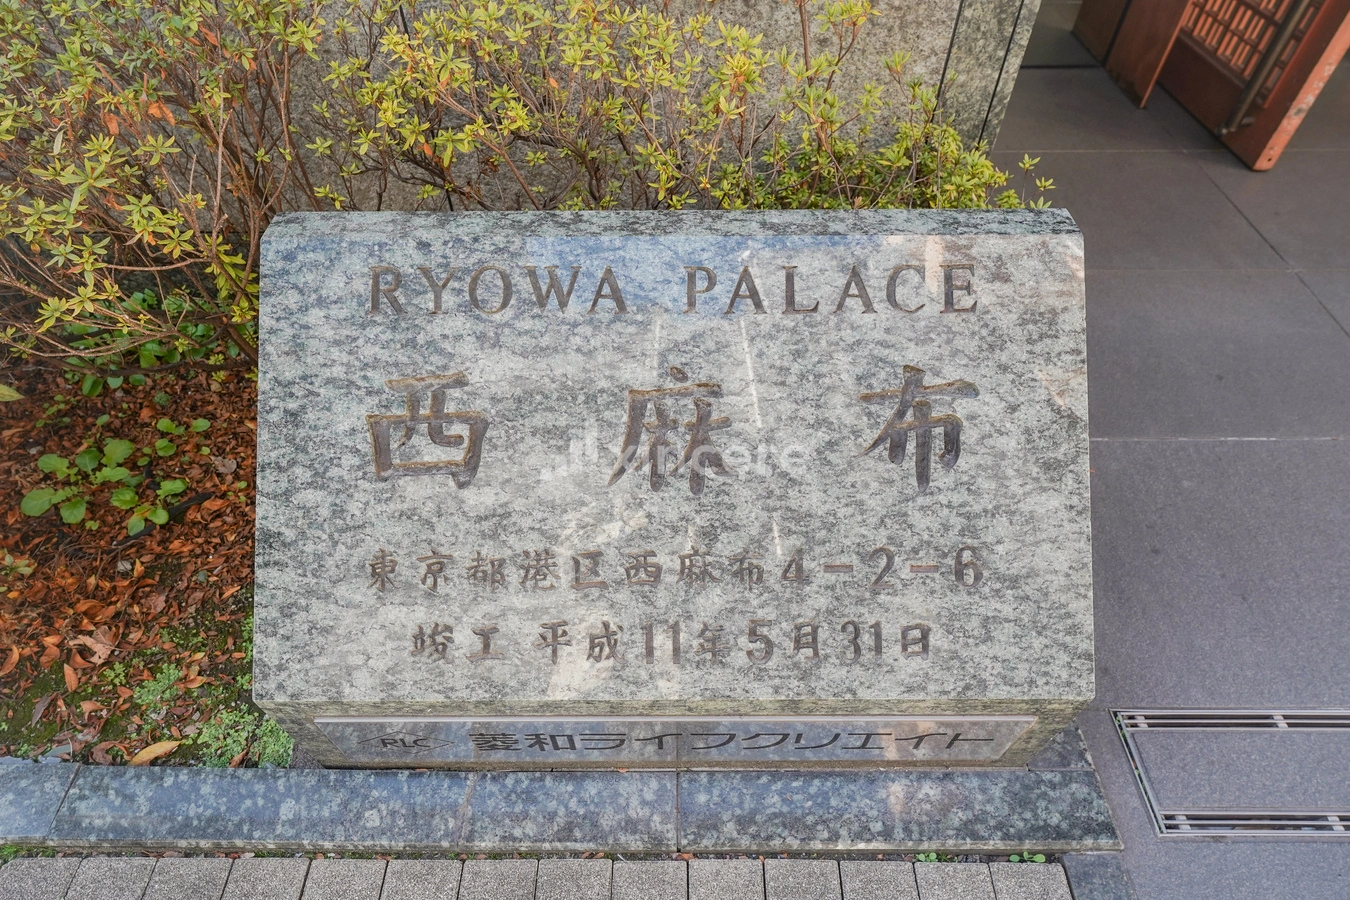 RYOWA PALACE
西麻布
xincere
東京都港区西麻布4-2-6
竣工 平成11年5月31日
RLC 菱和ライフクリエイト